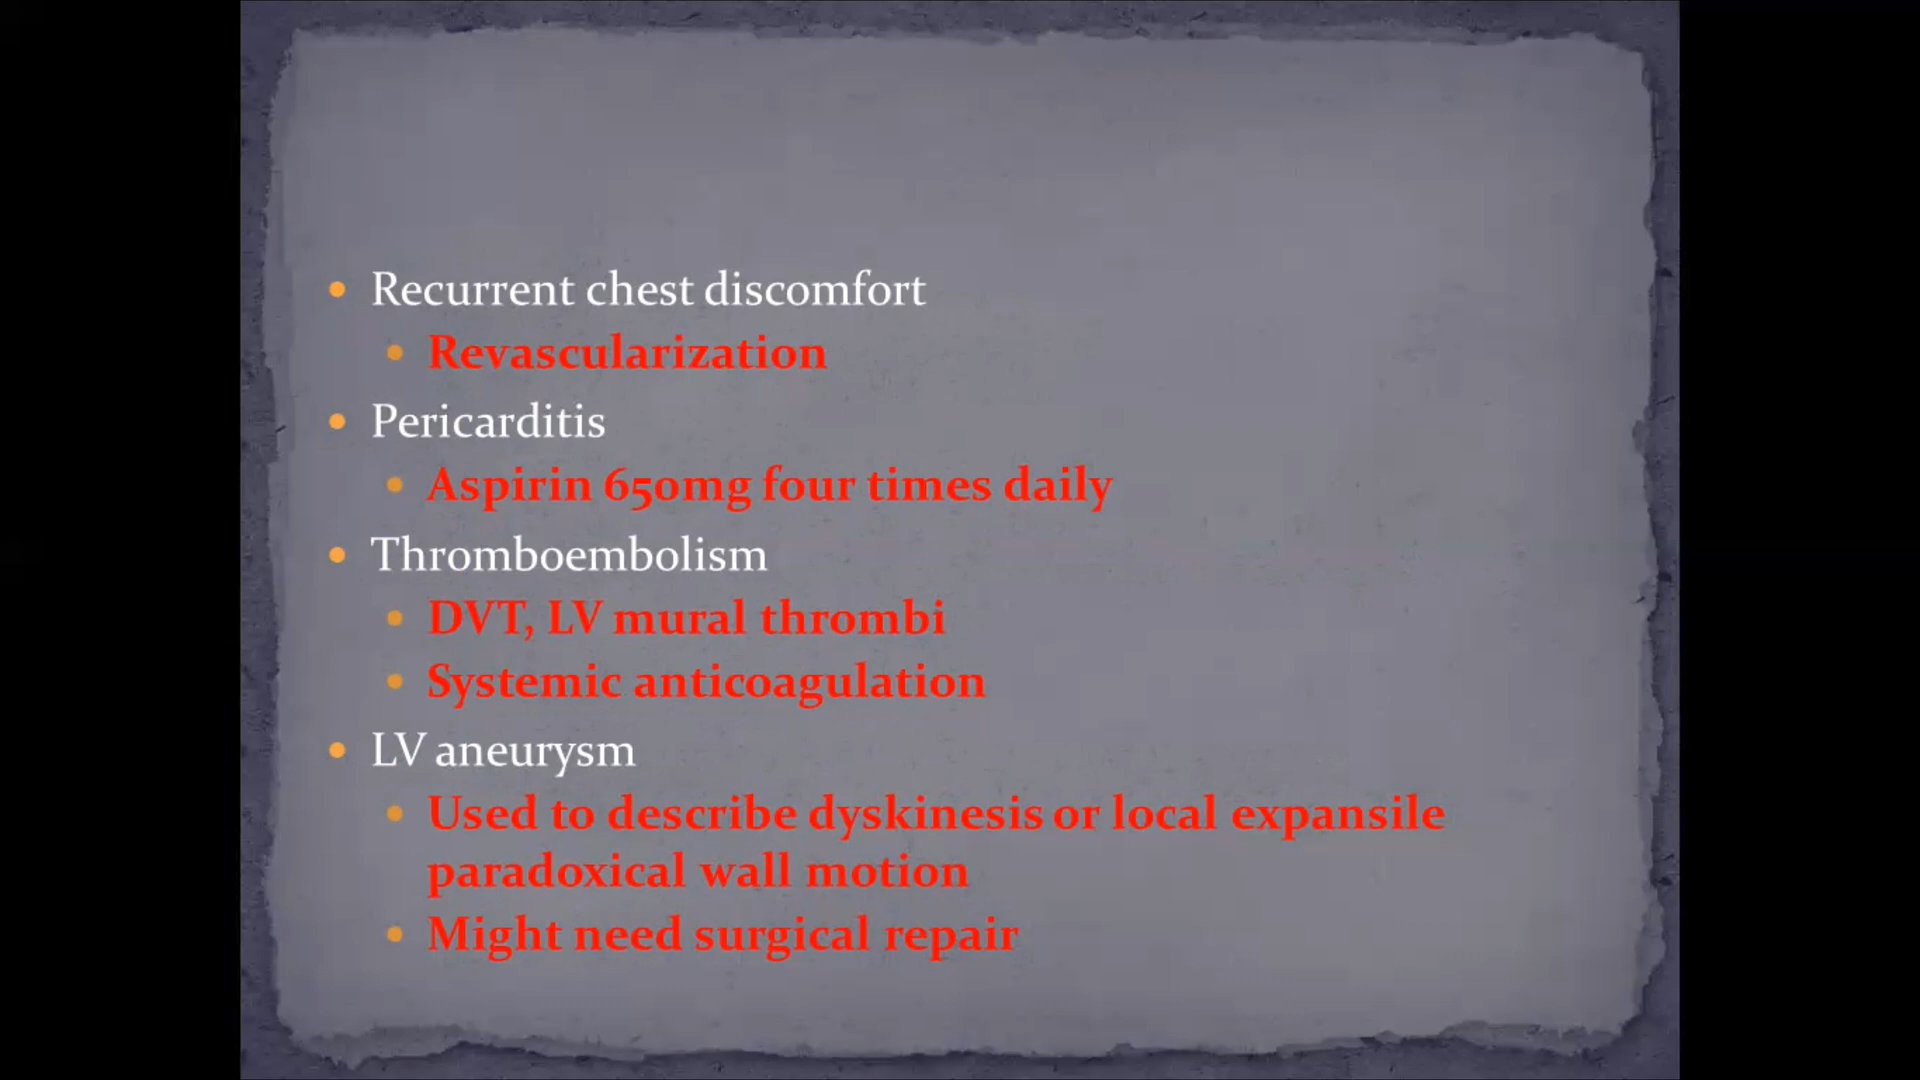 Recurrent chest discomfort
Revascularization
Pericarditis
Aspirin 650mg four times daily
Thromboembolism
DVT, LV mural thrombi
Systemic anticoagulation
LV aneurysm
Used to describe dyskinesis or local expansile
paradoxical wall motion
Might need surgical repair